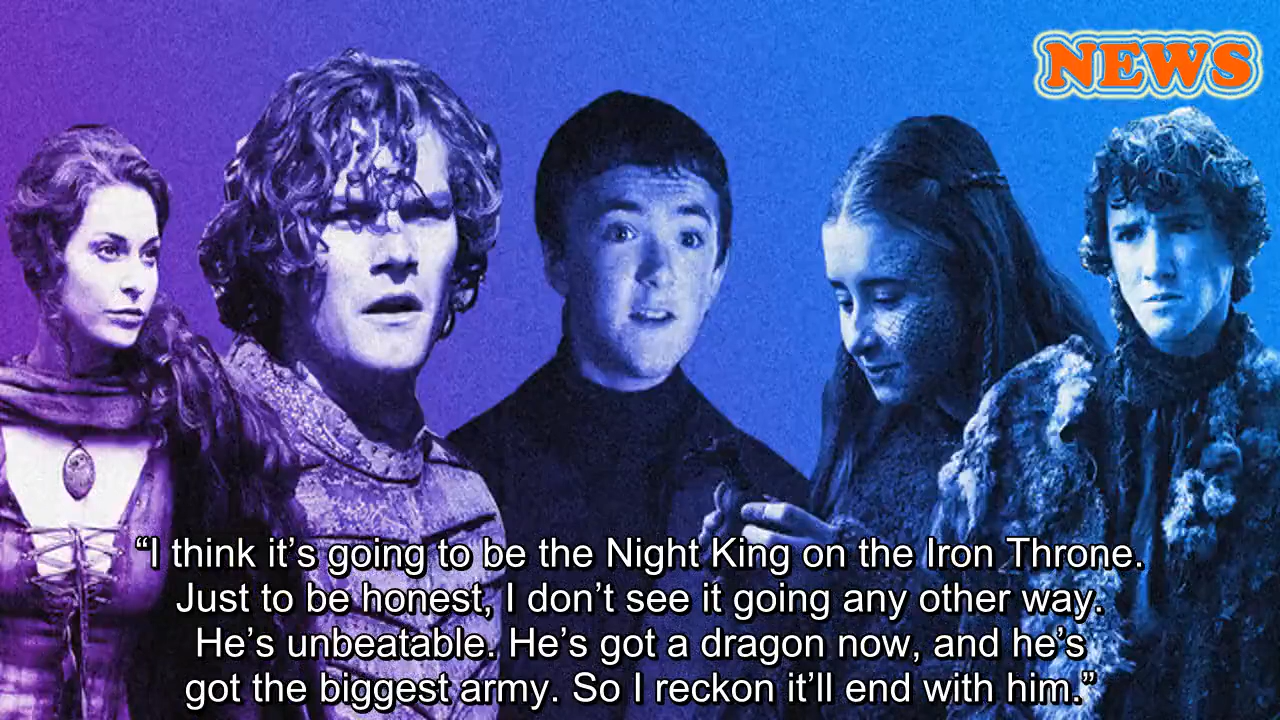 NEWS
“I think it’s going to be the Night King on the Iron Throne.
Just to be honest, I don’t see it going any other way.
He’s unbeatable. He’s got a dragon now, and he’s
got the biggest army. So I reckon it’ll end with him.”